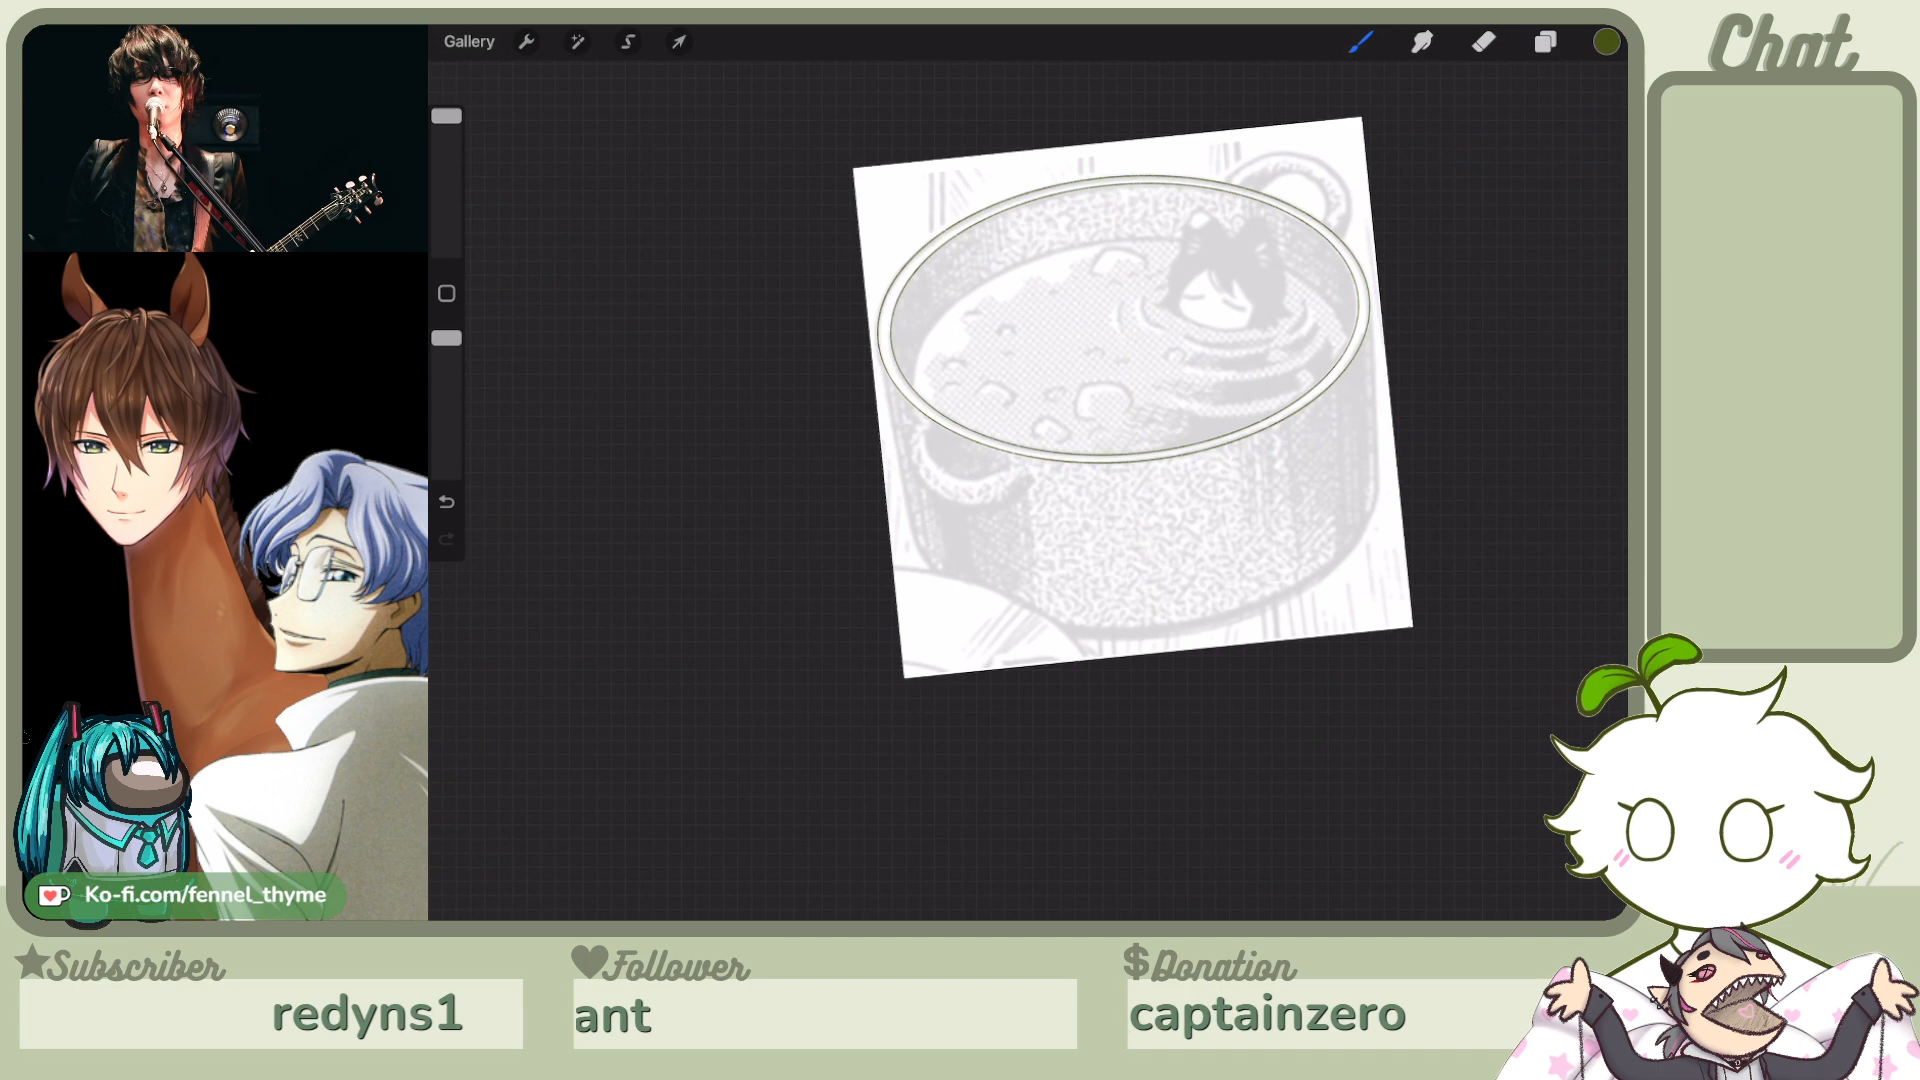 Chat
Gallery
Ko-fi.com/fennel_thyme
Subscriber
redyns1
Follower
ant
$Donation
captainzero